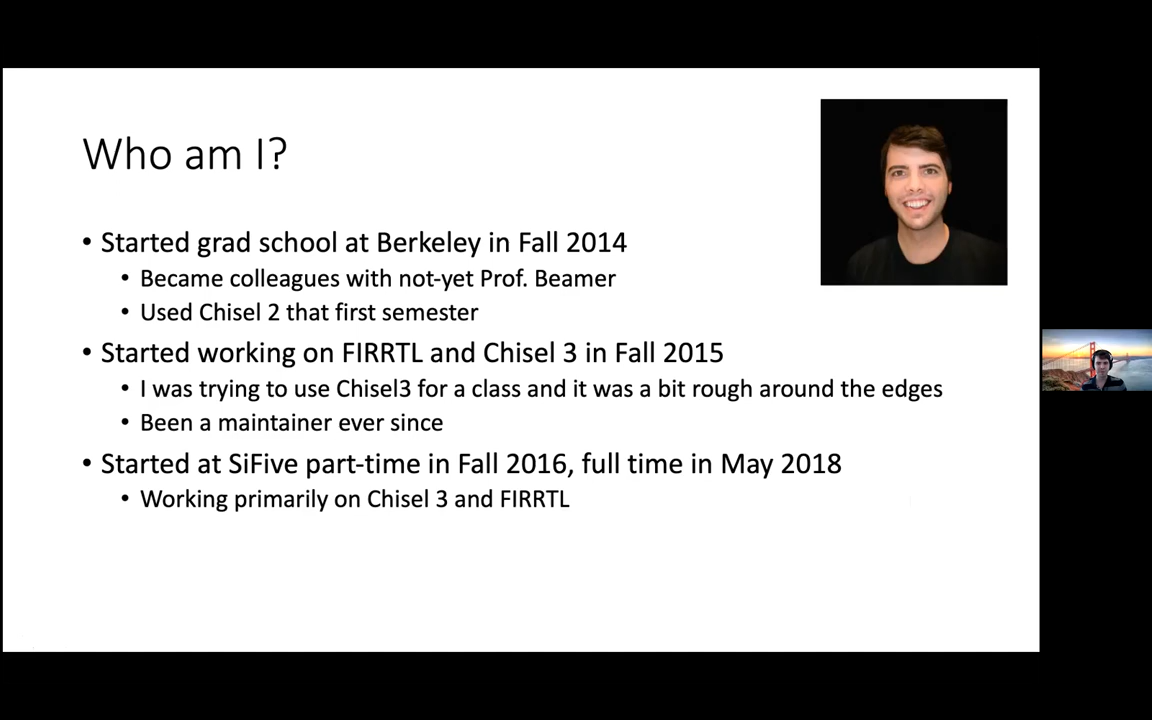 Who am I?
• Started grad school at Berkeley in Fall 2014
• Became colleagues with not-yet Prof. Beamer
• Used Chisel 2 that first semester
• Started working on FIRRTL and Chisel 3 in Fall 2015
• I was trying to use Chisel3 for a class and it was a bit rough around the edges
• Been a maintainer ever since
• Started at SiFive part-time in Fall 2016, full time in May 2018
• Working primarily on Chisel 3 and FIRRTL